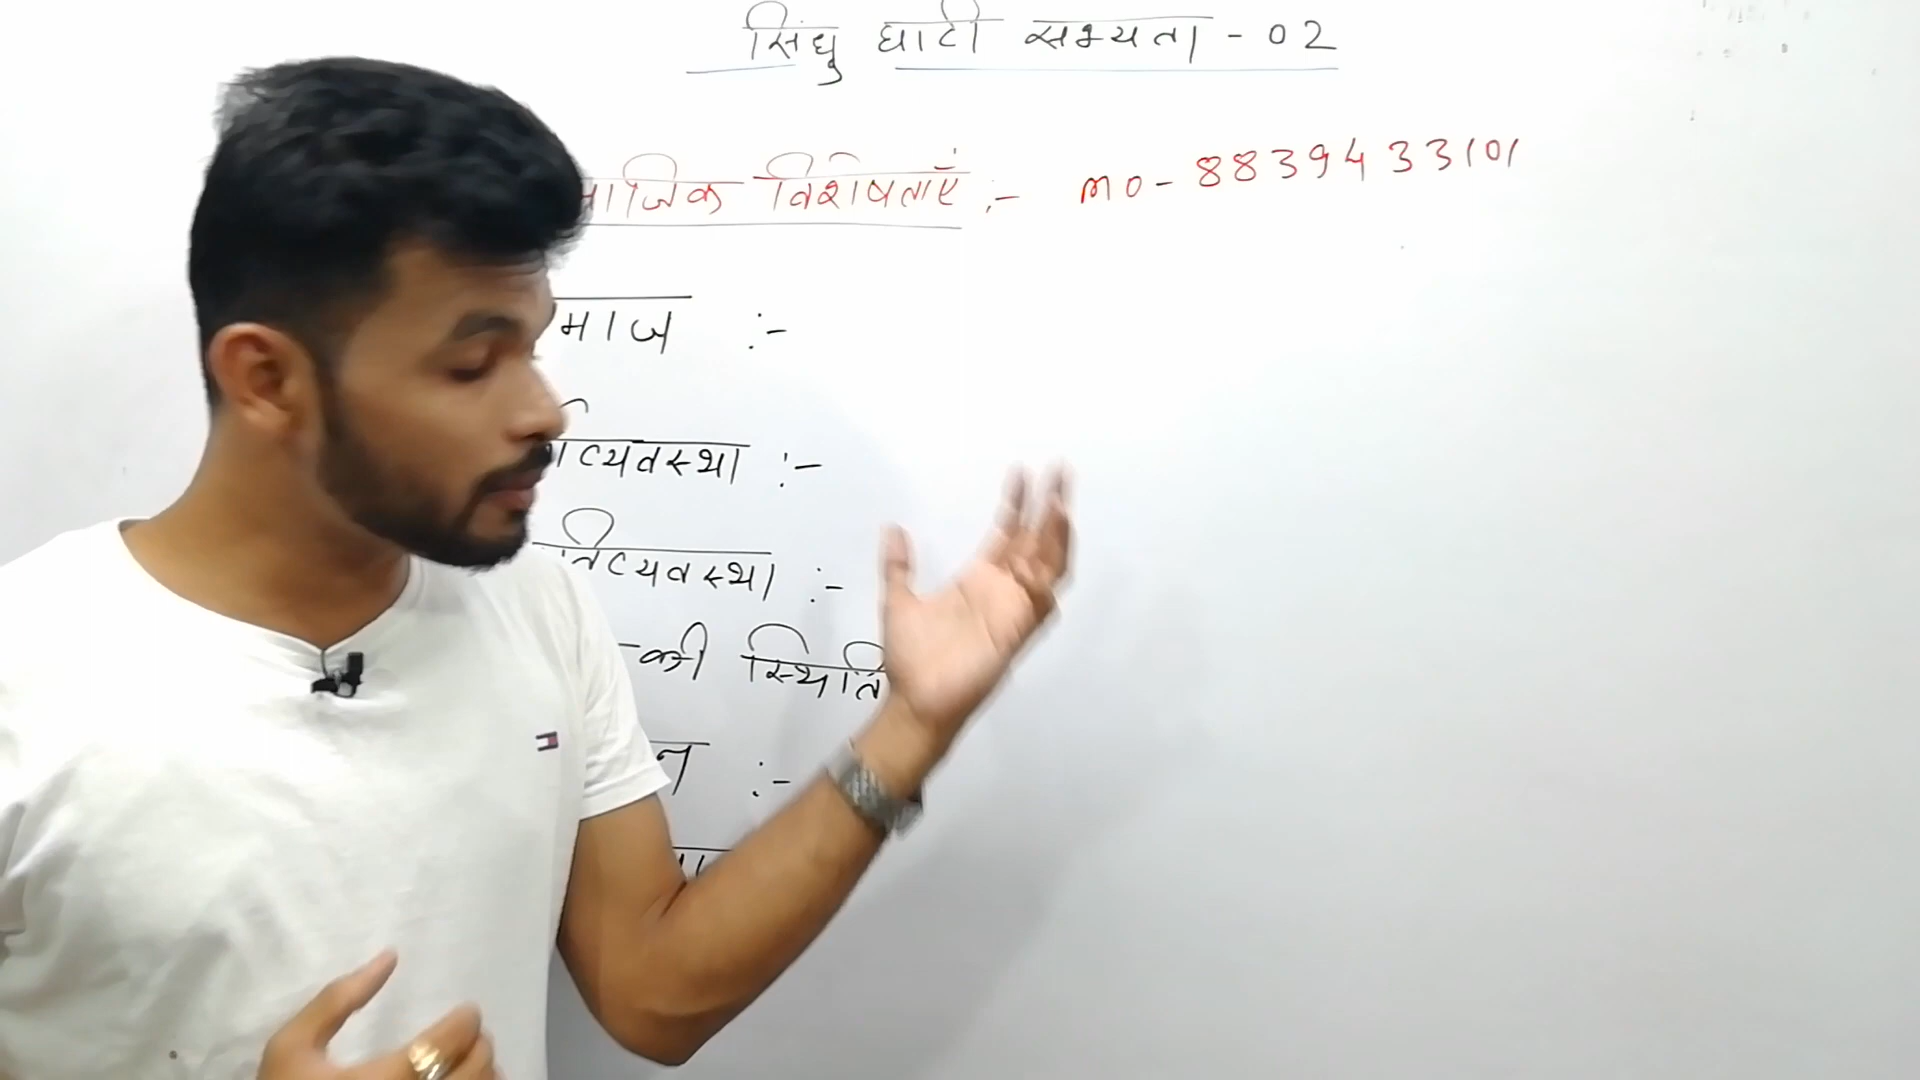 सिंधु घाटी सभ्यता - 02
माजिक विशेषताएं :- mo - 8839433101
माज :-
व्यवस्था :-
तिव्यवस्था :-
की स्थिति
न :-